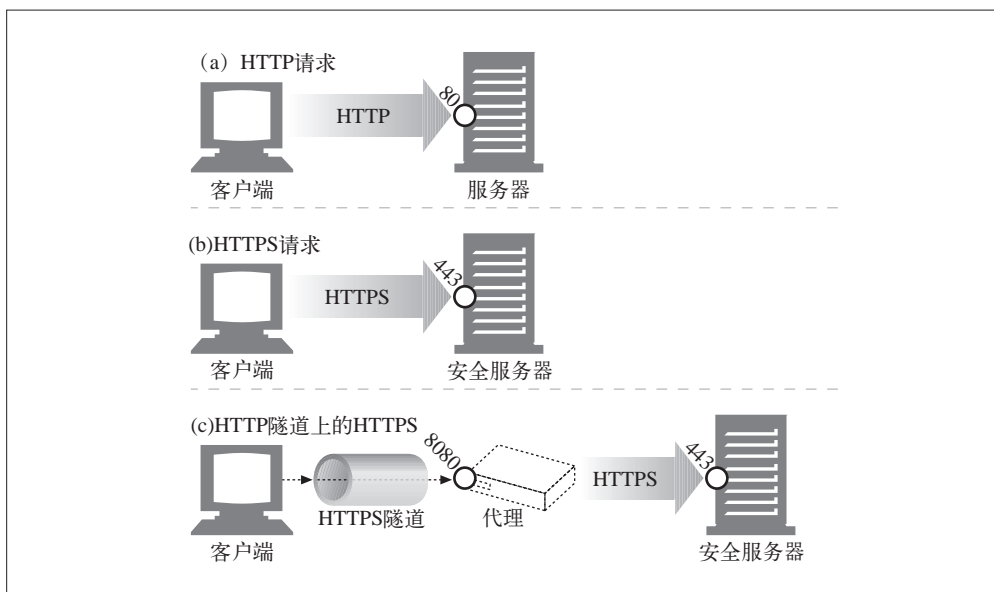 （a）HTTP请求
HTTP
80
客户端
服务器
(b)HTTPS请求
HTTPS
443
客户端
安全服务器
(c)HTTP隧道上的HTTPS
8080
HTTPS
443
HTTPS隧道
代理
客户端
安全服务器